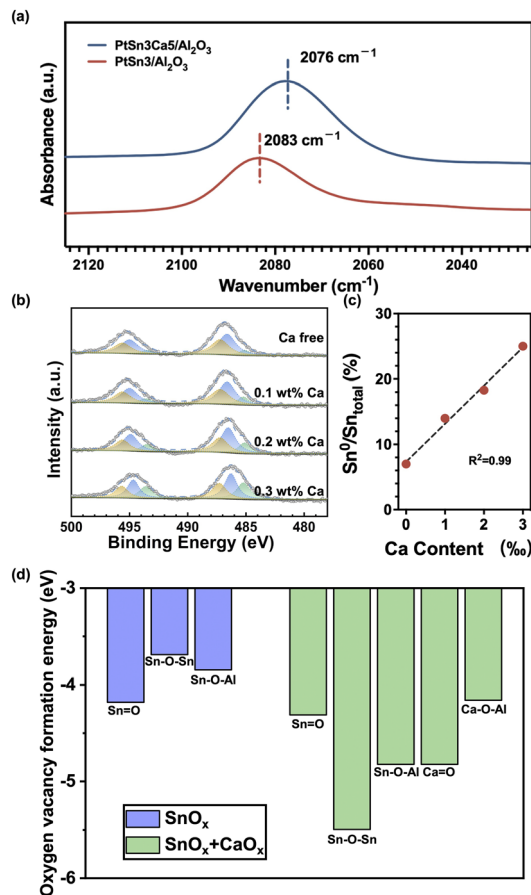 (a)
PtSn3Ca5/Al₂O₃
PtSn3/Al₂O₃
2076 cm⁻¹
2083 cm⁻¹
Absorbance (a.u.)
2120 2100 2080 2060 2040
Wavenumber (cm⁻¹)
(b)
Ca free
0.1 wt% Ca
0.2 wt% Ca
0.3 wt% Ca
Intensity (a.u.)
500 495 490 485 480
Binding Energy (eV)
(c)
30
20
10
0
Sn⁰/Sntotal (%)
R²=0.99
0 1 2 3
Ca Content (‰)
(d)
-3
-4
-5
-6
Oxygen vacancy formation energy (eV)
Sn=O
Sn-O-Sn
Sn-O-Al
Sn=O
Sn-O-Sn
Sn-O-Al
Ca=O
Ca-O-Al
SnOₓ
SnOₓ+CaOₓ